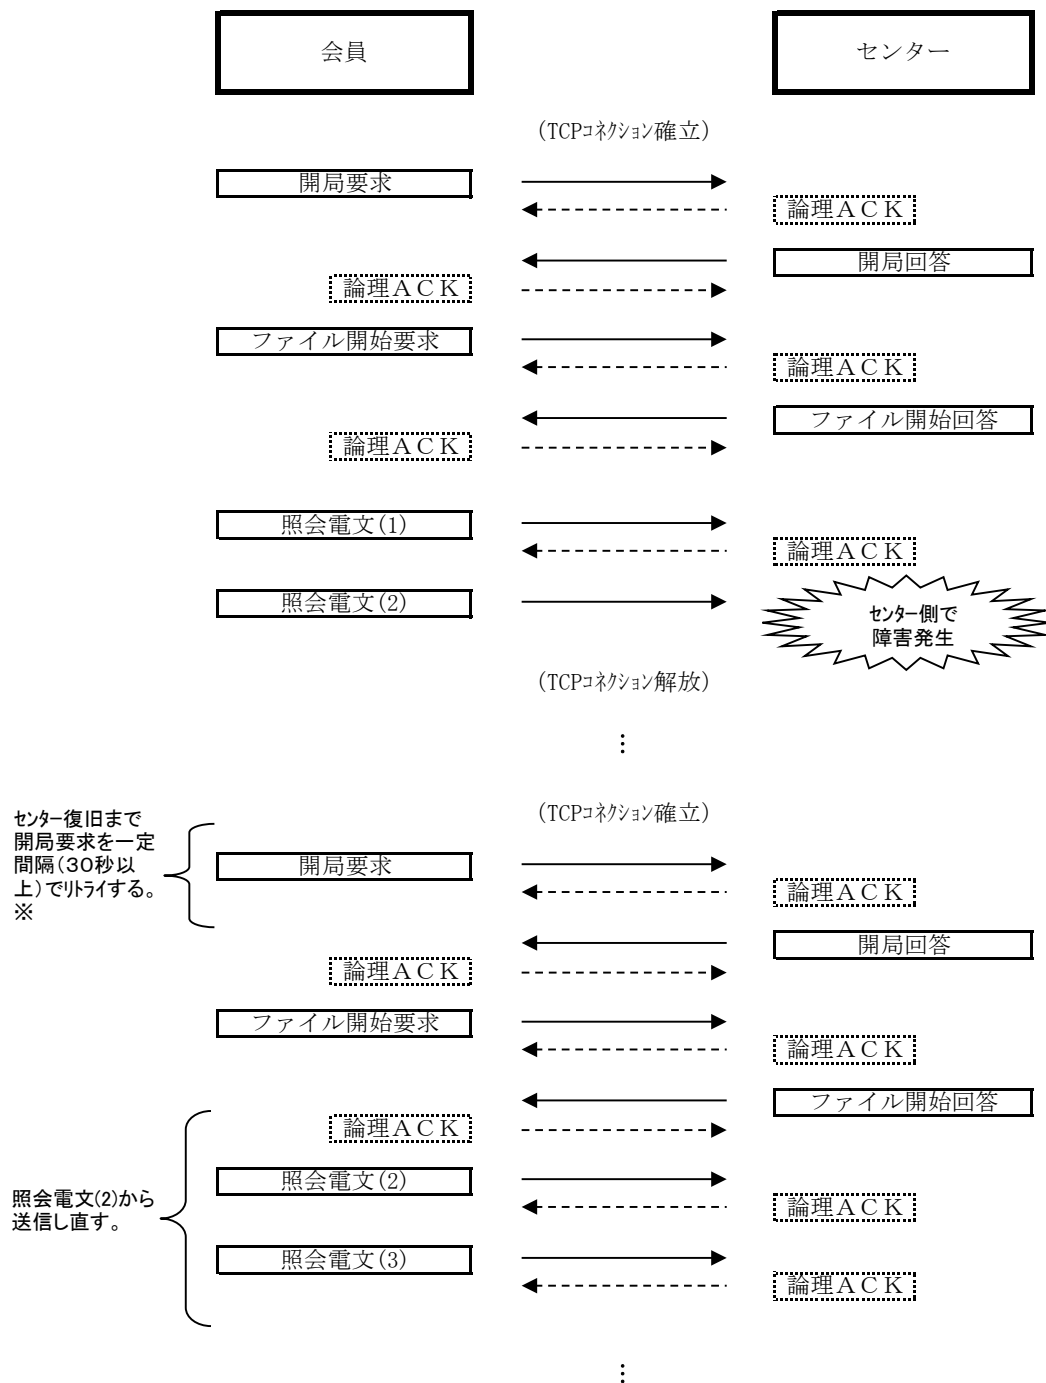 会員
センター
（TCPｺﾈｸｼｮﾝ確立）
開局要求
論理ＡＣＫ
開局回答
論理ＡＣＫ
ファイル開始要求
論理ＡＣＫ
ファイル開始回答
論理ＡＣＫ
照会電文(1)
論理ＡＣＫ
照会電文(2)
ｾﾝﾀｰ側で
障害発生
（TCPｺﾈｸｼｮﾝ解放）
⋮
（TCPｺﾈｸｼｮﾝ確立）
ｾﾝﾀｰ復旧まで
開局要求を一定
間隔（３０秒以
上）でﾘﾄﾗｲする。
※
開局要求
論理ＡＣＫ
開局回答
論理ＡＣＫ
ファイル開始要求
論理ＡＣＫ
ファイル開始回答
論理ＡＣＫ
照会電文(2)から
送信し直す。
照会電文(2)
論理ＡＣＫ
照会電文(3)
論理ＡＣＫ
⋮